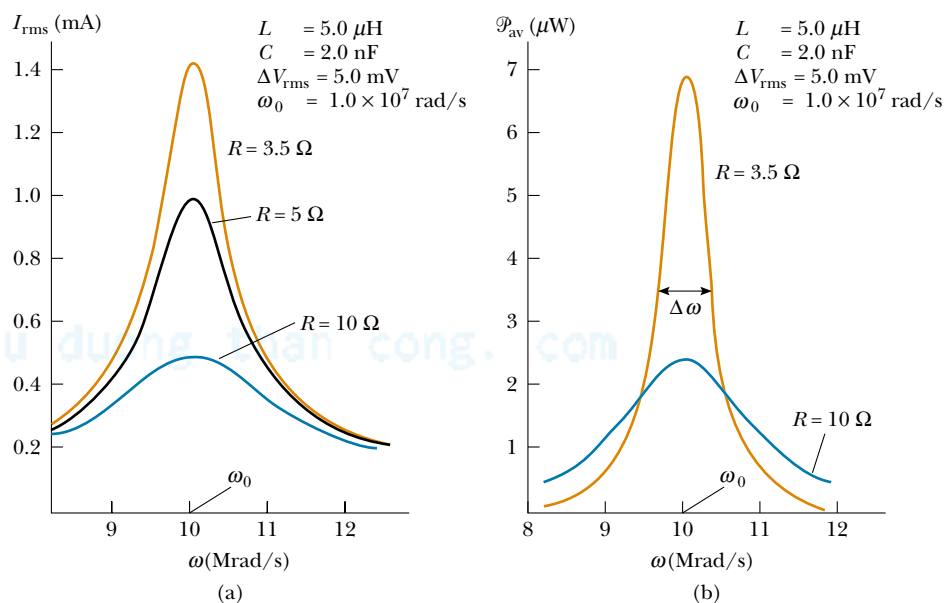 I_rms (mA)
L = 5.0 μH
C = 2.0 nF
ΔV_rms = 5.0 mV
ω_0 = 1.0 × 10^7 rad/s
1.4
1.2
1.0
0.8
0.6
0.4
0.2
R = 3.5 Ω
R = 5 Ω
R = 10 Ω
ω_0
9 10 11 12
ω(Mrad/s)
(a)
𝒫_av (μW)
L = 5.0 μH
C = 2.0 nF
ΔV_rms = 5.0 mV
ω_0 = 1.0 × 10^7 rad/s
7
6
5
4
3
2
1
R = 3.5 Ω
Δω
R = 10 Ω
ω_0
8 9 10 11 12
ω(Mrad/s)
(b)
u duong than cong. com